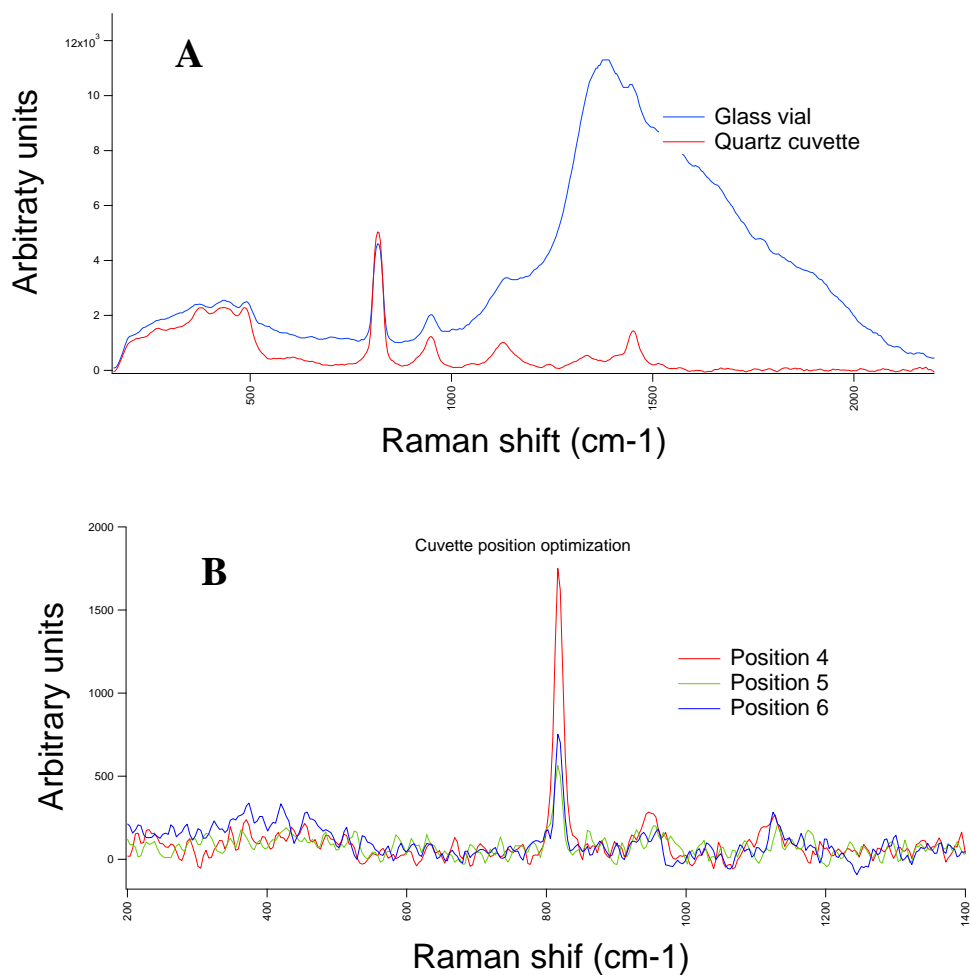 A
12x10³
10
8
6
4
2
0
Arbitraty units
Glass vial
Quartz cuvette
500
1000
1500
2000
Raman shift (cm-1)
B
Cuvette position optimization
2000
1500
1000
500
0
Arbitrary units
Position 4
Position 5
Position 6
200
400
600
800
1000
1200
1400
Raman shif (cm-1)